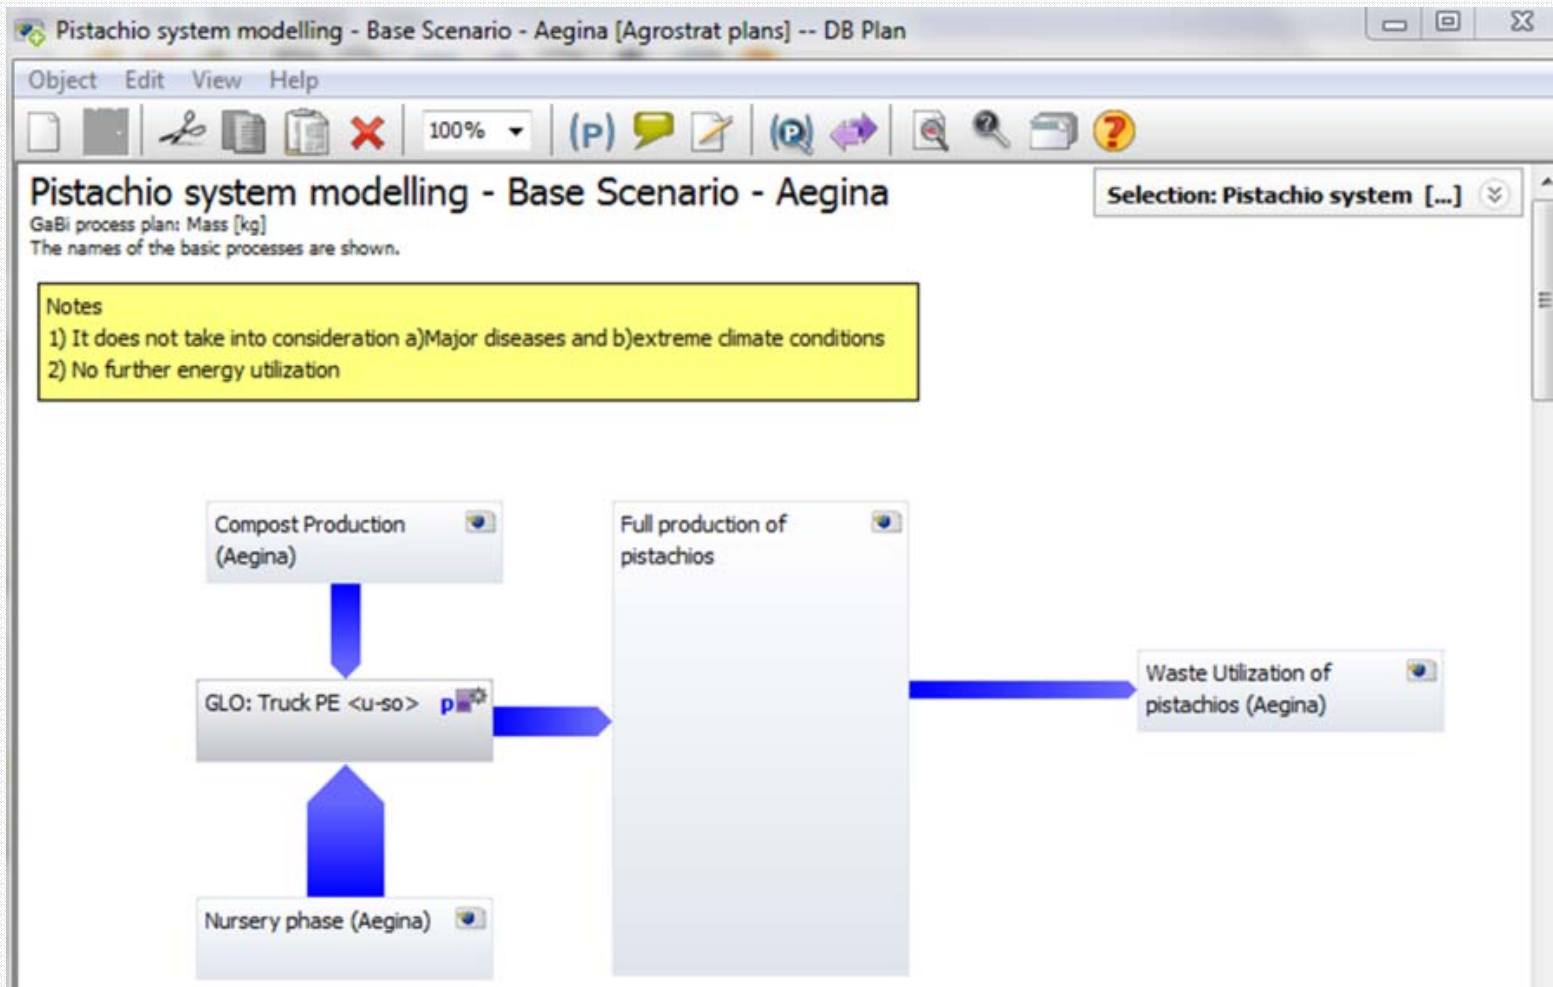 Pistachio system modelling - Base Scenario - Aegina [Agrostrat plans] -- DB Plan
Object Edit View Help
100% (P) P ?
Pistachio system modelling - Base Scenario - Aegina
Selection: Pistachio system [...]
GaBi process plan: Mass [kg]
The names of the basic processes are shown.
Notes
1) It does not take into consideration a)Major diseases and b)extreme climate conditions
2) No further energy utilization
Compost Production
(Aegina)
Full production of
pistachios
Waste Utilization of
pistachios (Aegina)
GLO: Truck PE <u-so> p
Nursery phase (Aegina)